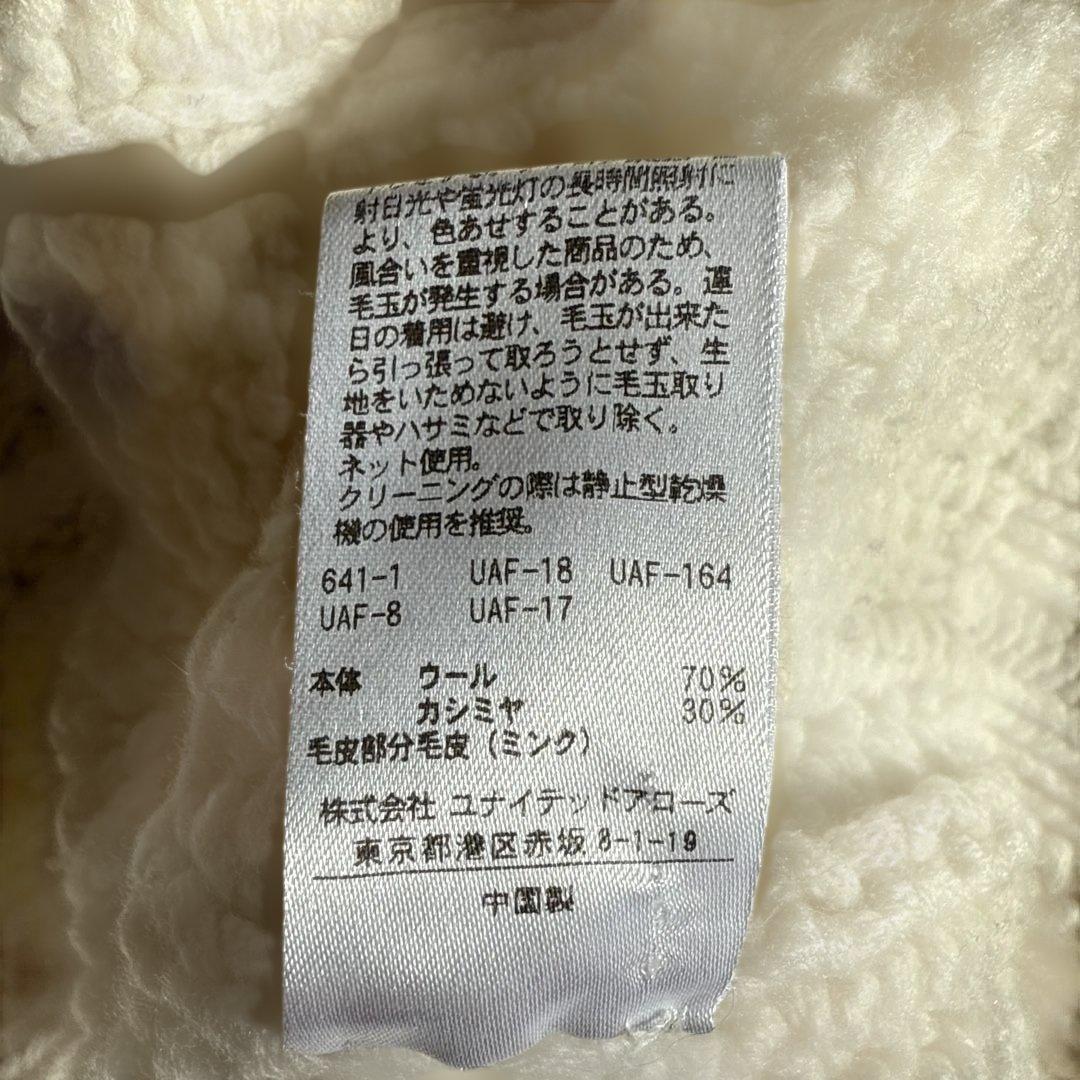 射日光や蛍光灯の長時間照射に
より、色あせすることがある。
風合いを重視した商品のため、
毛玉が発生する場合がある。連
日の着用は避け、毛玉が出来た
ら引っ張って取ろうとせず、生
地をいためないように毛玉取り
器やハサミなどで取り除く。
ネット使用。
クリーニングの際は静止型乾燥
機の使用を推奨。
641-1 UAF-18 UAF-164
UAF-8 UAF-17
本体 ウール 70%
カシミヤ 30%
毛皮部分毛皮(ミンク)
株式会社 ユナイテッドアローズ
東京都港区赤坂 8-1-19
中国製